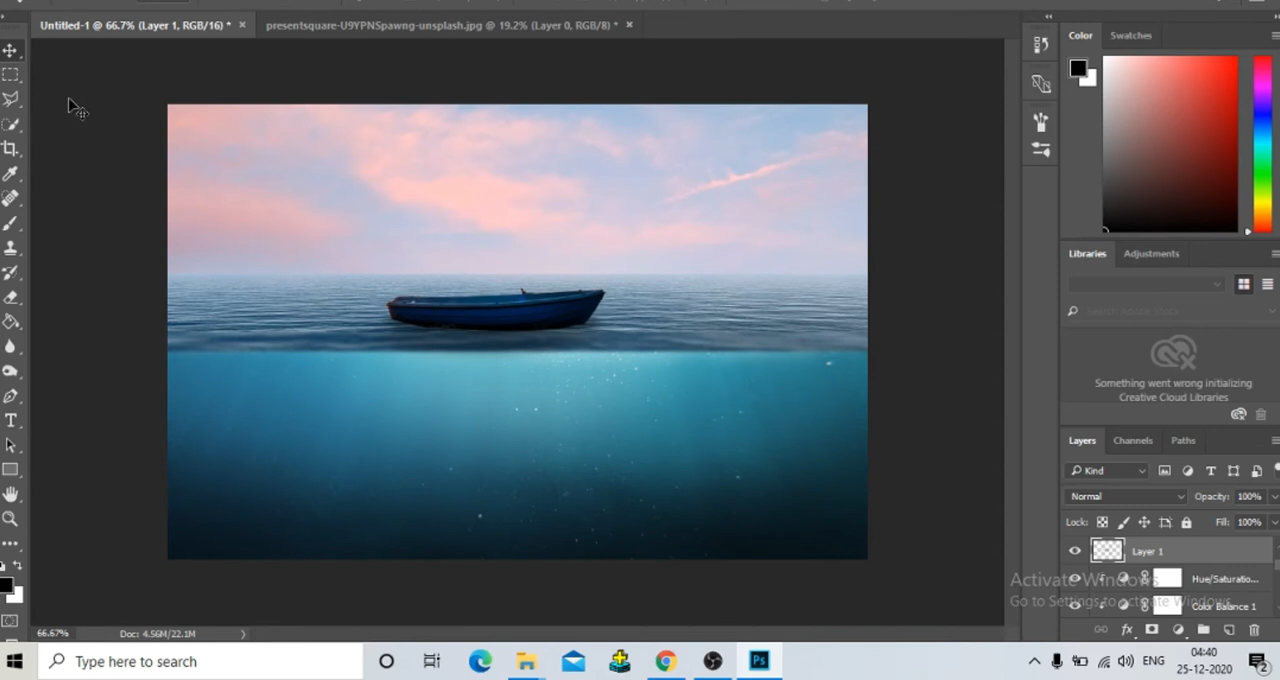 Untitled-1 @ 66.7% (Layer 1, RGB/16) * ×
presentsquare-U9YPNSpawng-unsplash.jpg @ 19.2% (Layer 0, RGB/8) * ×
Color
Swatches
Libraries
Adjustments
Something went wrong initializing
Creative Cloud Libraries
Layers
Channels
Paths
Kind
Normal
Opacity: 100%
Lock:
Fill: 100%
Layer 1
Hue/Saturatio...
Color Balance 1
Activate Windows
Go to Settings to activate Windows.
66.67%
Doc: 4.56M/22.1M
Type here to search
Ps
ENG
04:40
25-12-2020
2